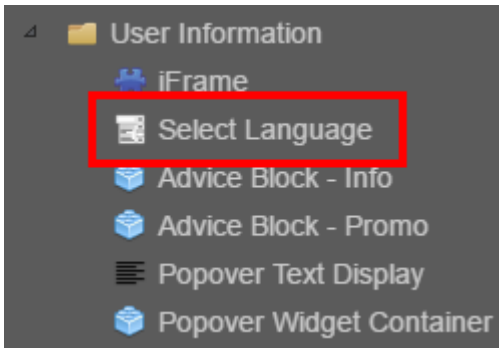 User Information
iFrame
Select Language
Advice Block - Info
Advice Block - Promo
Popover Text Display
Popover Widget Container